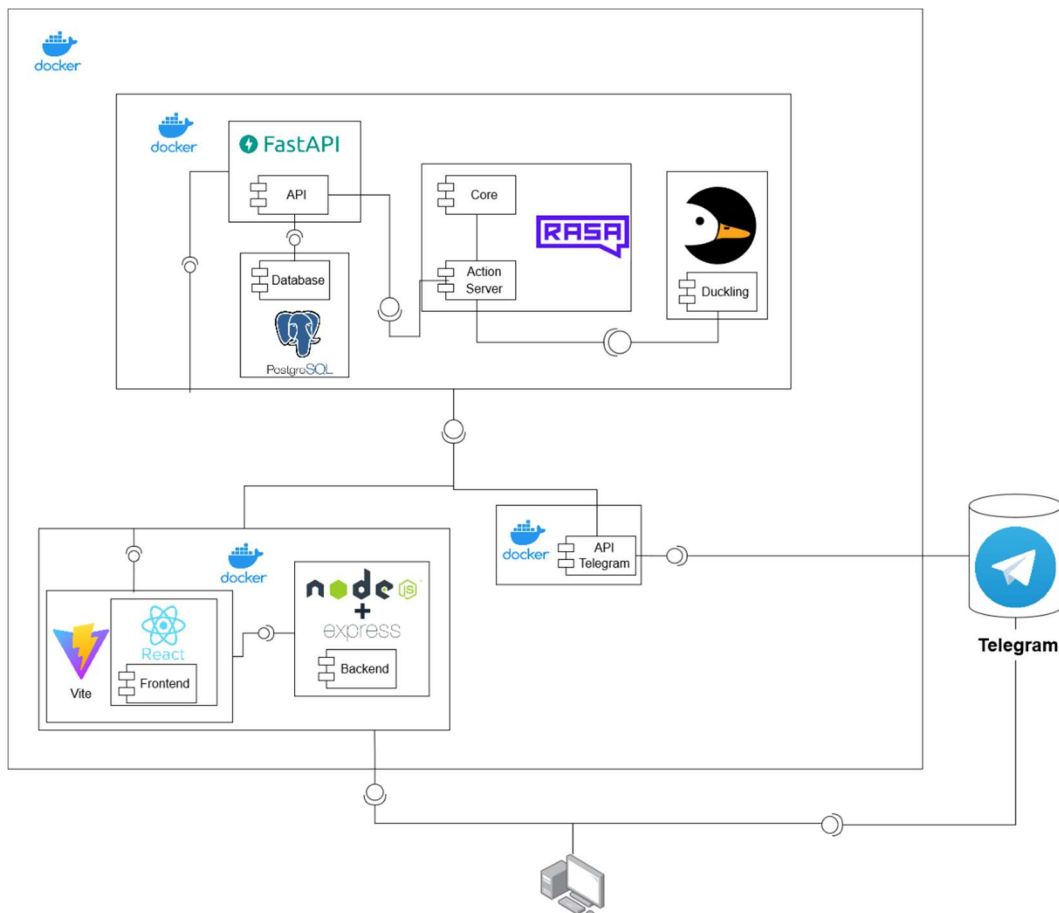 docker
docker
FastAPI
API
Core
RASA
Database
Action
Server
Duckling
PostgreSQL
docker
API
Telegram
docker
node
JS
+
express
React
Vite
Frontend
Backend
Telegram